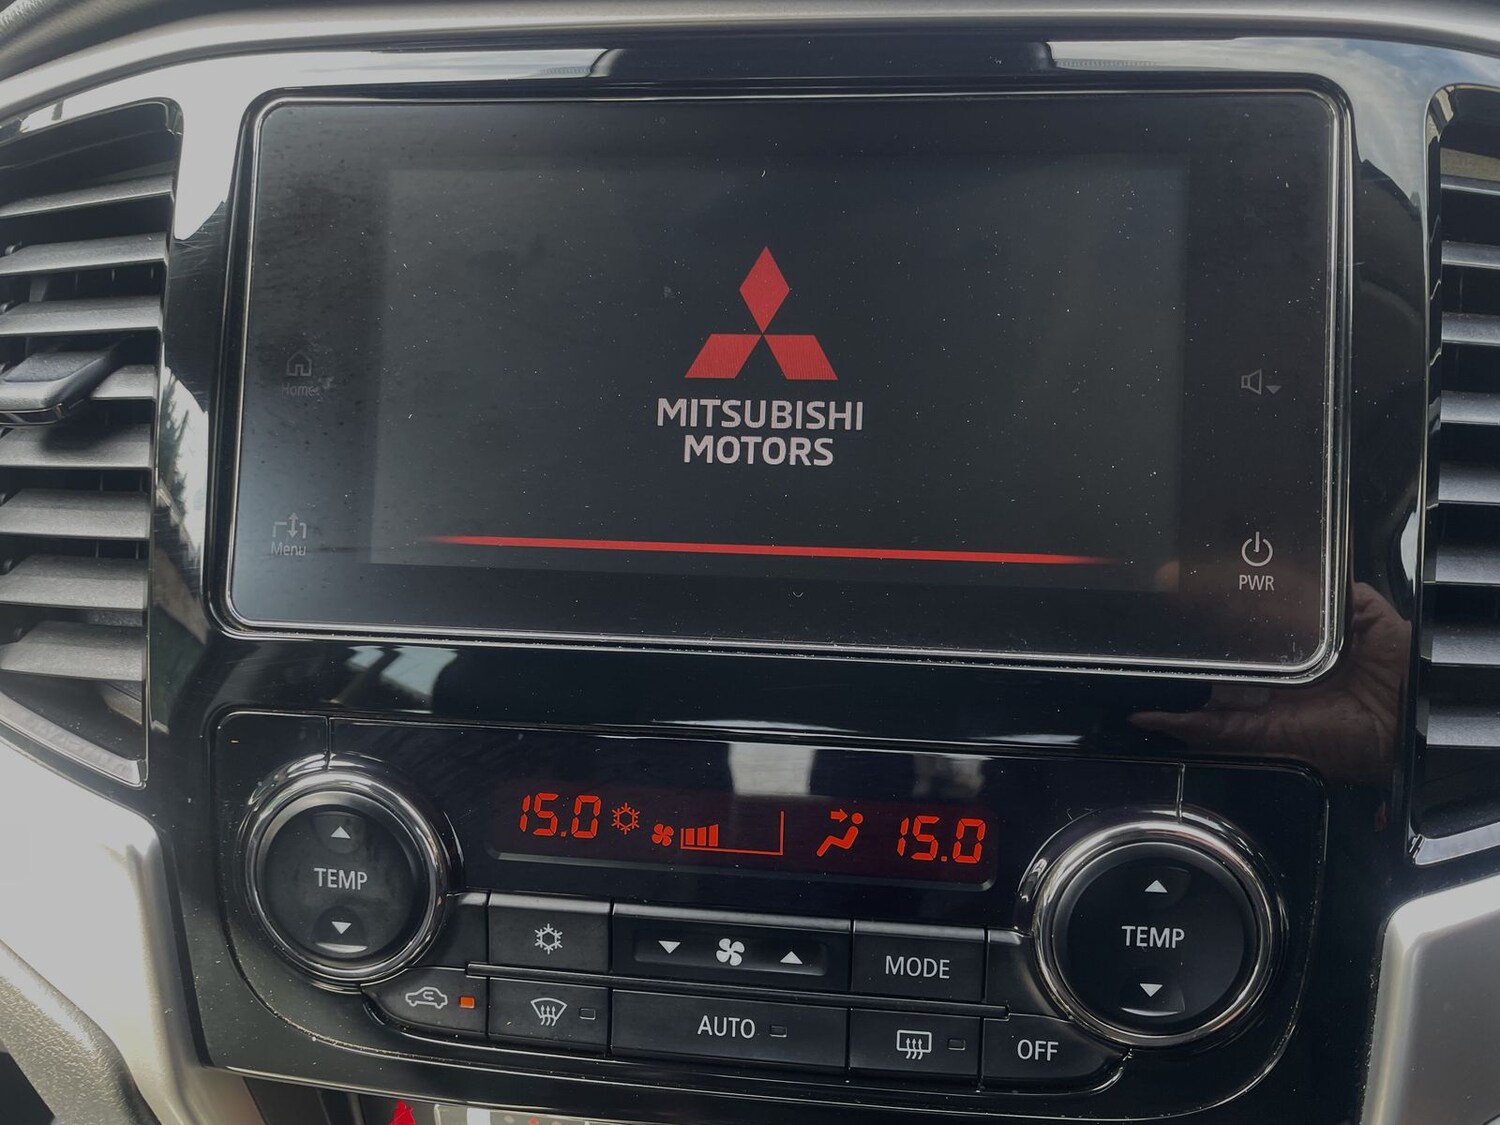 MITSUBISHI
MOTORS
Home
Menu
PWR
15.0
15.0
TEMP
TEMP
MODE
AUTO
OFF